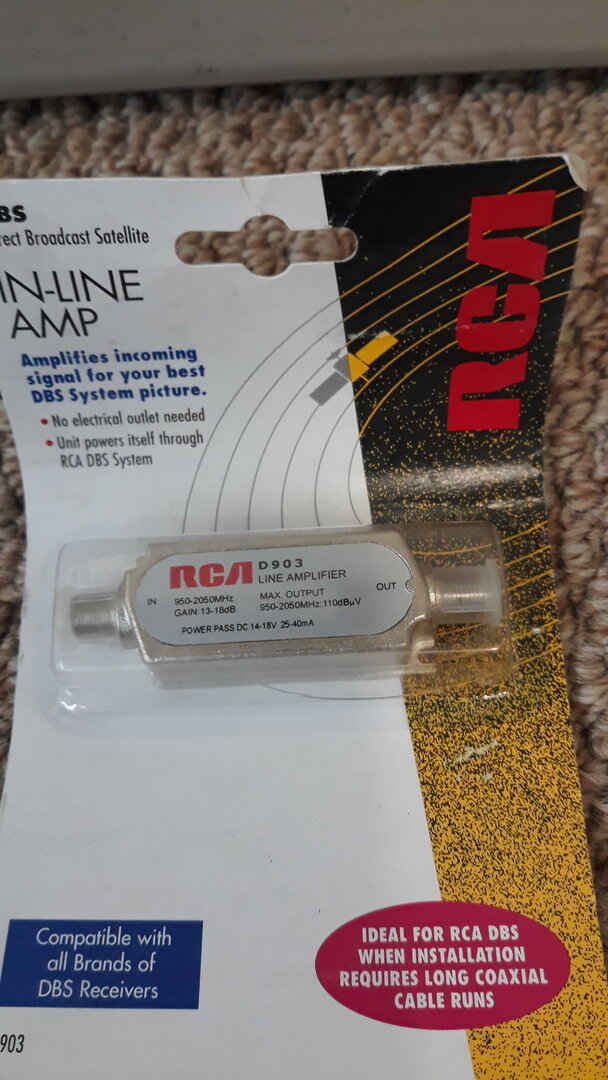 BS
rect Broadcast Satellite
IN-LINE
AMP
Amplifies incoming
signal for your best
DBS System picture.
• No electrical outlet needed
• Unit powers itself through
RCA DBS System
RCA
RCA D903
LINE AMPLIFIER
IN
950-2050MHz
GAIN: 13-18dB
MAX. OUTPUT
950-2050MHz: 110dBµV
OUT
POWER PASS DC 14-18V 25-40mA
Compatible with
all Brands of
DBS Receivers
IDEAL FOR RCA DBS
WHEN INSTALLATION
REQUIRES LONG COAXIAL
CABLE RUNS
903